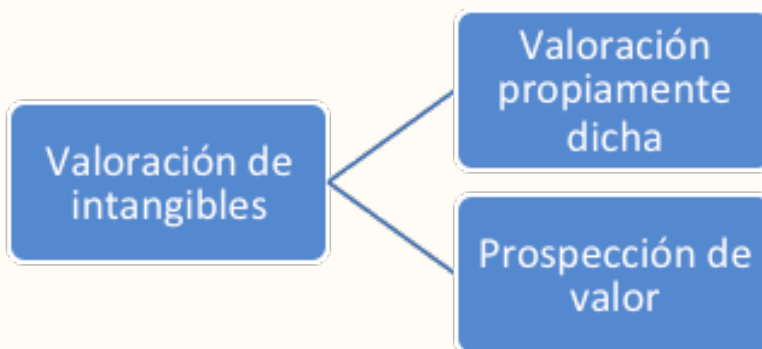 Valoración de
intangibles
Valoración
propiamente
dicha
Prospección de
valor